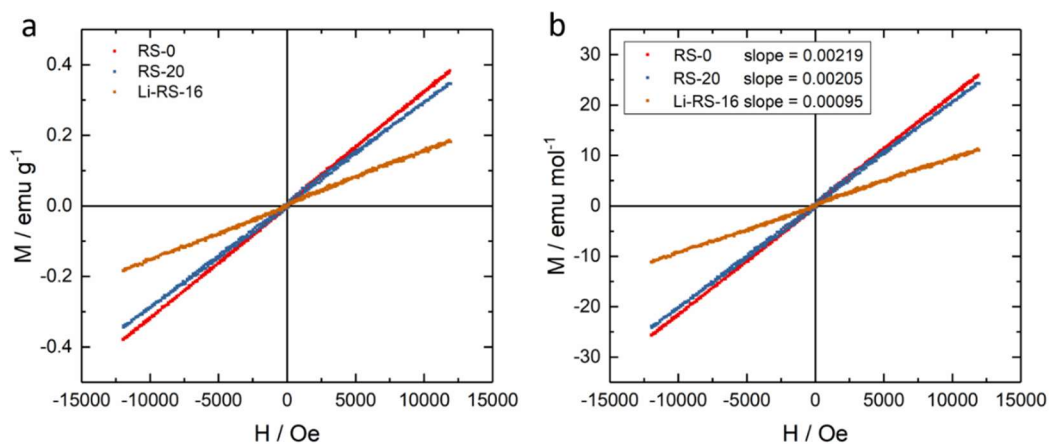 a
RS-0
RS-20
Li-RS-16
M / emu g⁻¹
0.4
0.2
0.0
-0.2
-0.4
-15000 -10000 -5000 0 5000 10000 15000
H / Oe
b
RS-0 slope = 0.00219
RS-20 slope = 0.00205
Li-RS-16 slope = 0.00095
M / emu mol⁻¹
35
30
20
10
0
-10
-20
-30
-35
-15000 -10000 -5000 0 5000 10000 15000
H / Oe